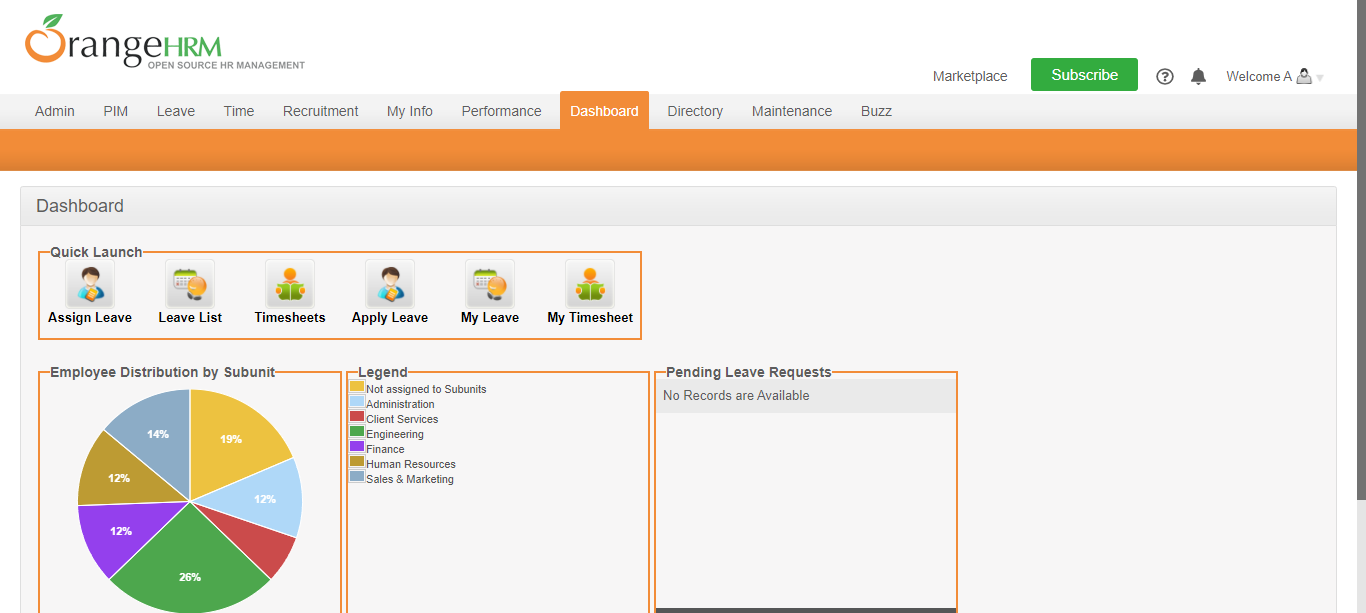 OrangeHRM
OPEN SOURCE HR MANAGEMENT
Marketplace Subscribe ? Welcome A
Admin PIM Leave Time Recruitment My Info Performance Dashboard Directory Maintenance Buzz
Dashboard
Quick Launch
Assign Leave Leave List Timesheets Apply Leave My Leave My Timesheet
Employee Distribution by Subunit
19%
12%
26%
12%
12%
14%
Legend
Not assigned to Subunits
Administration
Client Services
Engineering
Finance
Human Resources
Sales & Marketing
Pending Leave Requests
No Records are Available